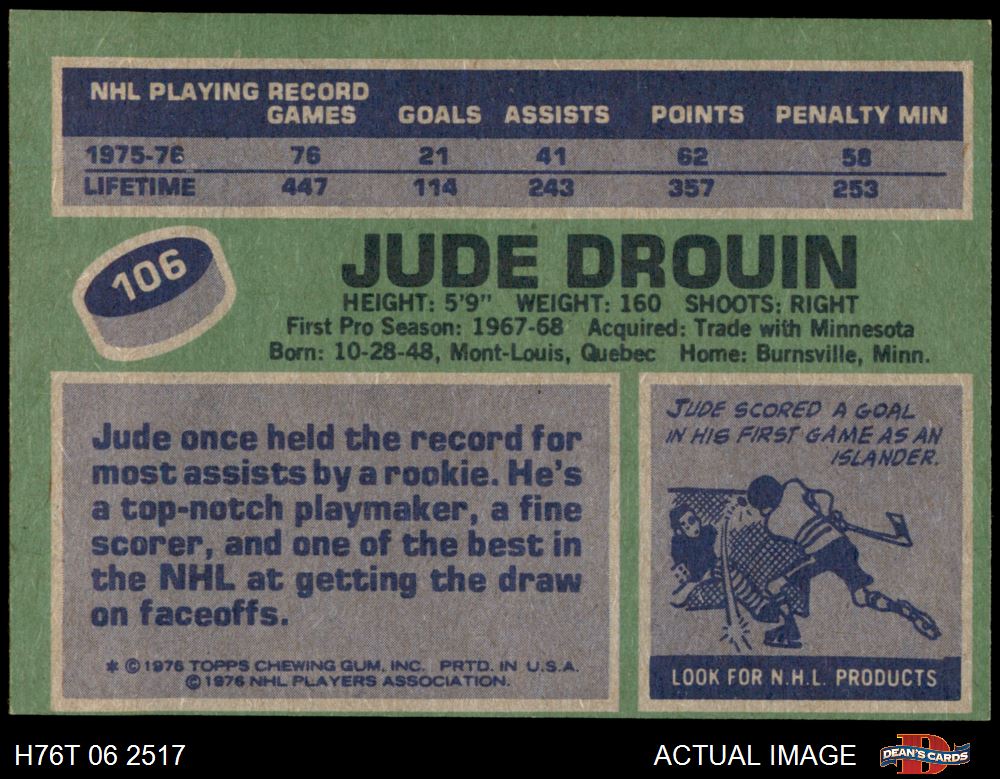 NHL PLAYING RECORD
GAMES GOALS ASSISTS POINTS PENALTY MIN
1975-76 76 21 41 62 58
LIFETIME 447 114 243 357 253
106
JUDE DROUIN
HEIGHT: 5'9" WEIGHT: 160 SHOOTS: RIGHT
First Pro Season: 1967-68 Acquired: Trade with Minnesota
Born: 10-28-48, Mont-Louis, Quebec Home: Burnsville, Minn.
Jude once held the record for
most assists by a rookie. He's
a top-notch playmaker, a fine
scorer, and one of the best in
the NHL at getting the draw
on faceoffs.
* © 1976 TOPPS CHEWING GUM, INC. PRTD. IN U.S.A.
© 1976 NHL PLAYERS ASSOCIATION.
JUDE SCORED A GOAL
IN HIS FIRST GAME AS AN
ISLANDER.
LOOK FOR N.H.L. PRODUCTS
H76T 06 2517
ACTUAL IMAGE
DEAN'S CARDS